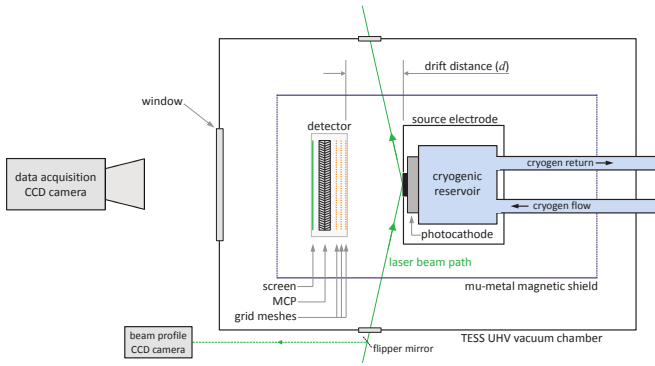 drift distance (d)
window
detector
source electrode
data acquisition
CCD camera
cryogenic
reservoir
cryogen return
cryogen flow
photocathode
laser beam path
screen
MCP
grid meshes
mu-metal magnetic shield
TESS UHV vacuum chamber
beam profile
CCD camera
flipper mirror